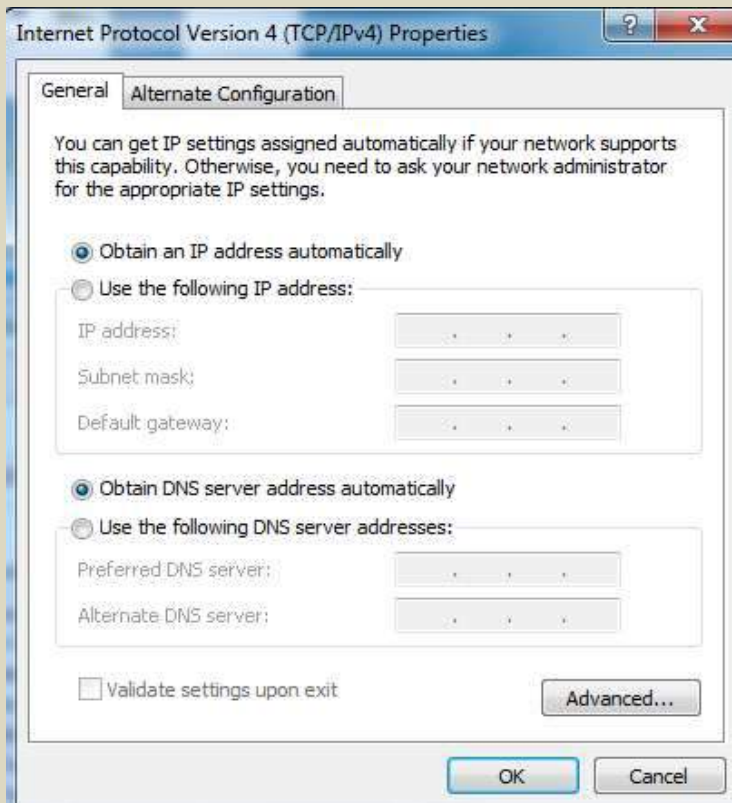 Internet Protocol Version 4 (TCP/IPv4) Properties
?
General
Alternate Configuration
You can get IP settings assigned automatically if your network supports
this capability. Otherwise, you need to ask your network administrator
for the appropriate IP settings.
Obtain an IP address automatically
Use the following IP address:
IP address:
Subnet mask:
Default gateway:
Obtain DNS server address automatically
Use the following DNS server addresses:
Preferred DNS server:
Alternate DNS server:
Validate settings upon exit
Advanced...
OK
Cancel